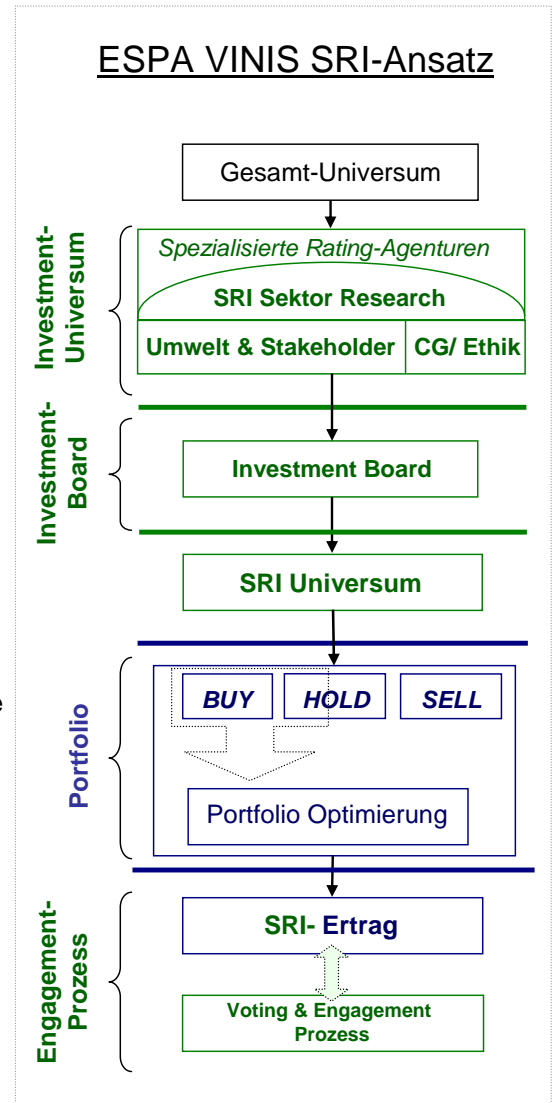 ESPA VINIS SRI-Ansatz
Gesamt-Universum
Investment-
Universum
Spezialisierte Rating-Agenturen
SRI Sektor Research
Umwelt & Stakeholder
CG/ Ethik
Investment-
Board
Investment Board
SRI Universum
e
Portfolio
BUY
HOLD
SELL
Portfolio Optimierung
Engagement-
Prozess
SRI- Ertrag
Voting & Engagement
Prozess